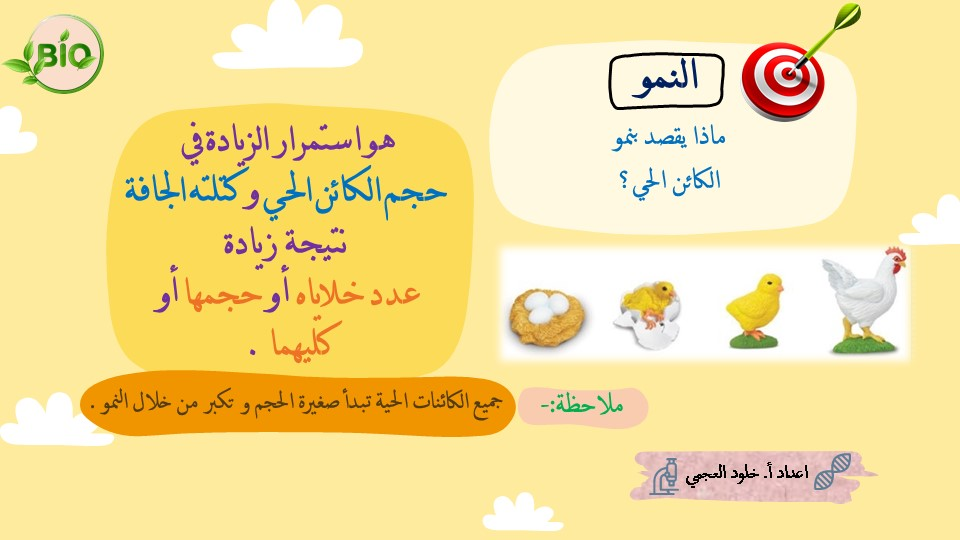 BIO
النمو
ماذا يقصد بنمو
الكائن الحي ؟
هو استمرار الزيادة في
حجم الكائن الحي وكتلته الجافة
نتيجة زيادة
عدد خلاياه أو حجمها أو
كليهما .
ملاحظة:-
جميع الكائنات الحية تبدأ صغيرة الحجم و تكبر من خلال النمو .
اعداد أ. خلود العجمي